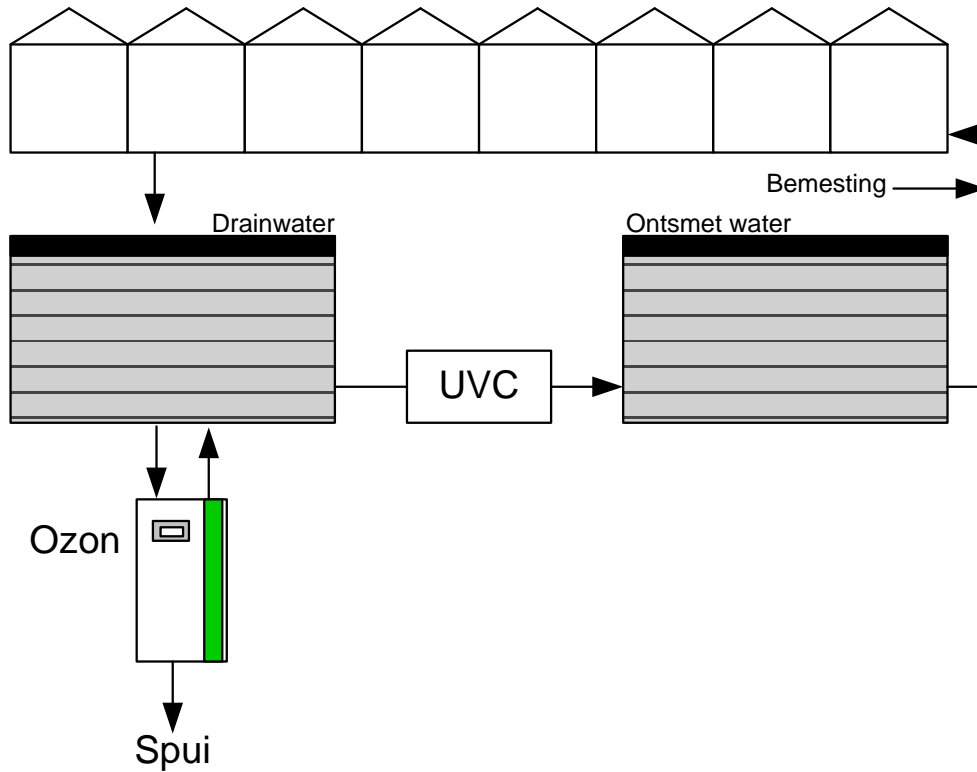 Bemesting
Drainwater
Ontsmet water
UVC
Ozon
Spui